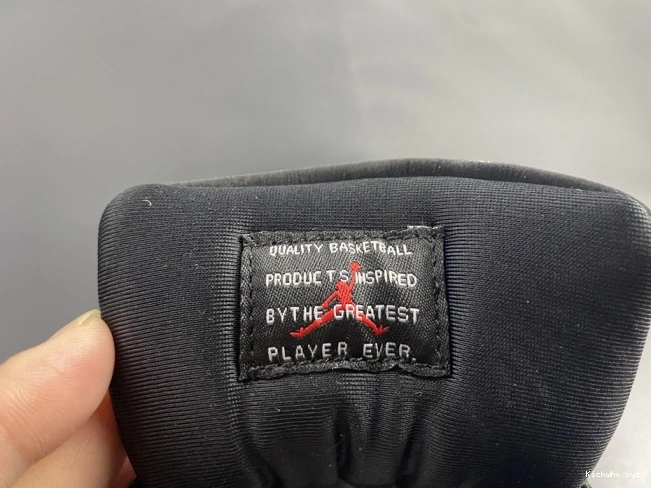 QUALITY BASKETBALL
PRODUCTS INSPIRED
BY THE GREATEST
PLAYER EVER.